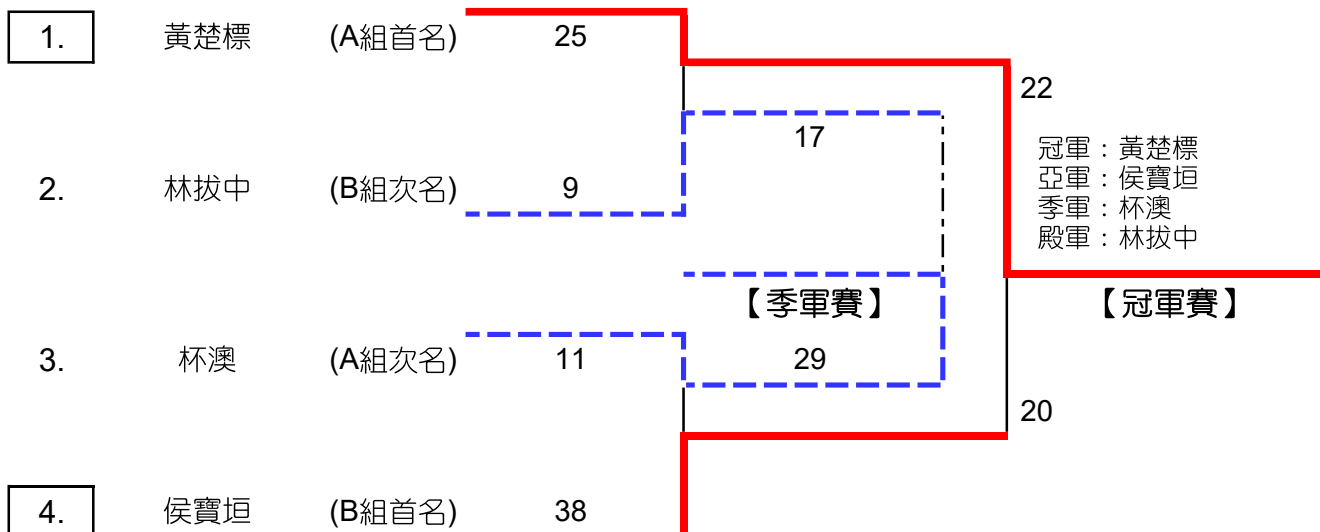 1. 黃楚標 (A組首名) 25
22
17
冠軍：黃楚標
亞軍：侯寶垣
季軍：杯澳
殿軍：林拔中
2. 林拔中 (B組次名) 9
【季軍賽】 【冠軍賽】
3. 杯澳 (A組次名) 11 29
20
4. 侯寶垣 (B組首名) 38